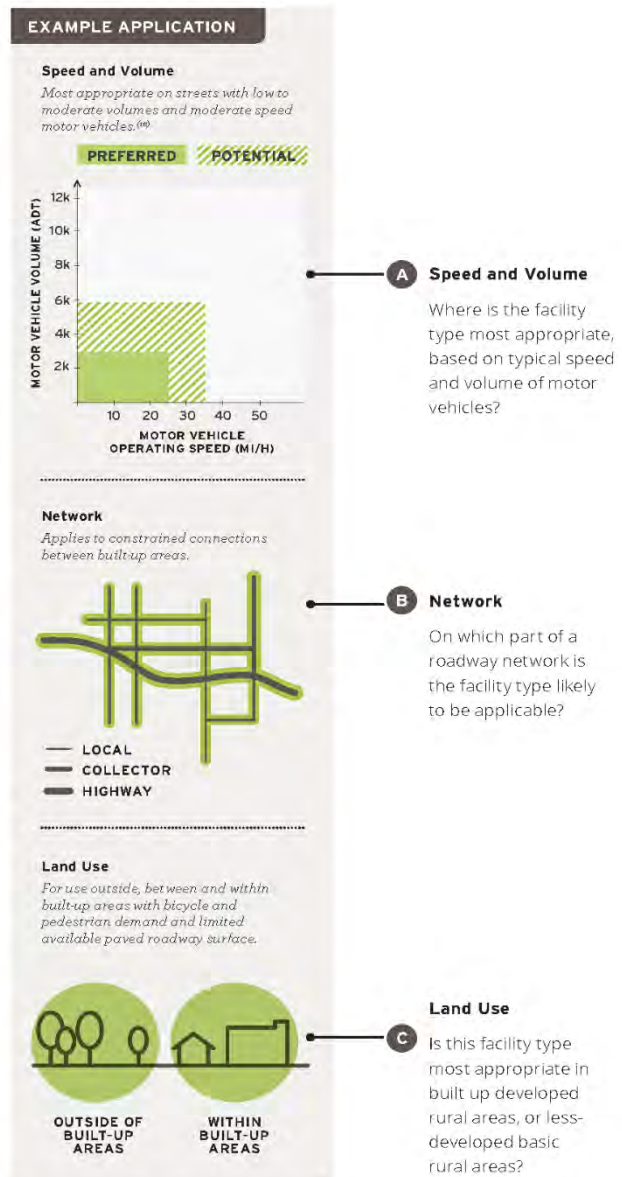 EXAMPLE APPLICATION
Speed and Volume
Most appropriate on streets with low to
moderate volumes and moderate speed
motor vehicles.(18)
PREFERRED
POTENTIAL
MOTOR VEHICLE VOLUME (ADT)
12k
10k
8k
6k
4k
2k
10 20 30 40 50
MOTOR VEHICLE
OPERATING SPEED (MI/H)
A Speed and Volume
Where is the facility
type most appropriate,
based on typical speed
and volume of motor
vehicles?
Network
Applies to constrained connections
between built-up areas.
LOCAL
COLLECTOR
HIGHWAY
B Network
On which part of a
roadway network is
the facility type likely
to be applicable?
Land Use
For use outside, between and within
built-up areas with bicycle and
pedestrian demand and limited
available paved roadway surface.
OUTSIDE OF
BUILT-UP
AREAS
WITHIN
BUILT-UP
AREAS
Land Use
C Is this facility type
most appropriate in
built up developed
rural areas, or less-
developed basic
rural areas?